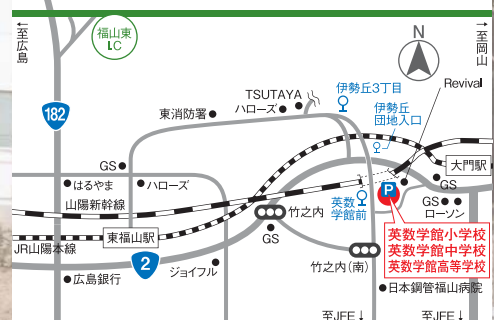 ←至広島
福山東
LC
N
→至岡山
182
TSUTAYA
ハローズ
東消防署
伊勢丘3丁目
伊勢丘
団地入口
Revival
大門駅
GS
はるやま
ハローズ
山陽新幹線
英数
学館前
P
GS
GS
ローソン
竹之内
GS
東福山駅
JR山陽本線
2
英数学館小学校
英数学館中学校
英数学館高等学校
広島銀行
ジョイフル
竹之内(南)
日本鋼管福山病院
至JFE↓
至JFE↓